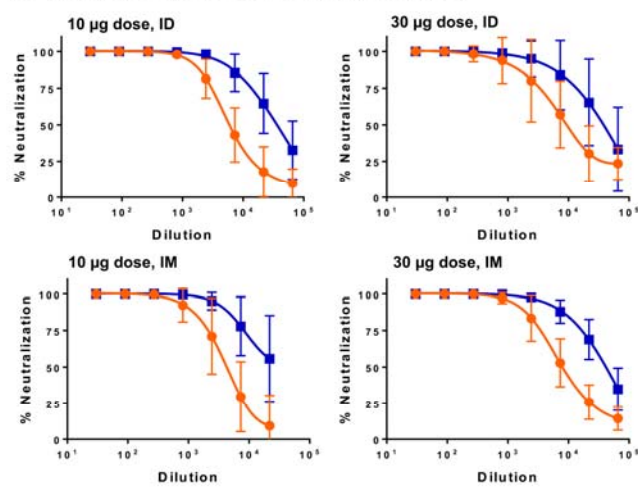 10 µg dose, ID
% Neutralization
100
75
50
25
0
10¹ 10² 10³ 10⁴ 10⁵
Dilution
30 µg dose, ID
% Neutralization
100
75
50
25
0
10¹ 10² 10³ 10⁴ 10⁵
Dilution
10 µg dose, IM
% Neutralization
100
75
50
25
0
10¹ 10² 10³ 10⁴ 10⁵
Dilution
30 µg dose, IM
% Neutralization
100
75
50
25
0
10¹ 10² 10³ 10⁴ 10⁵
Dilution